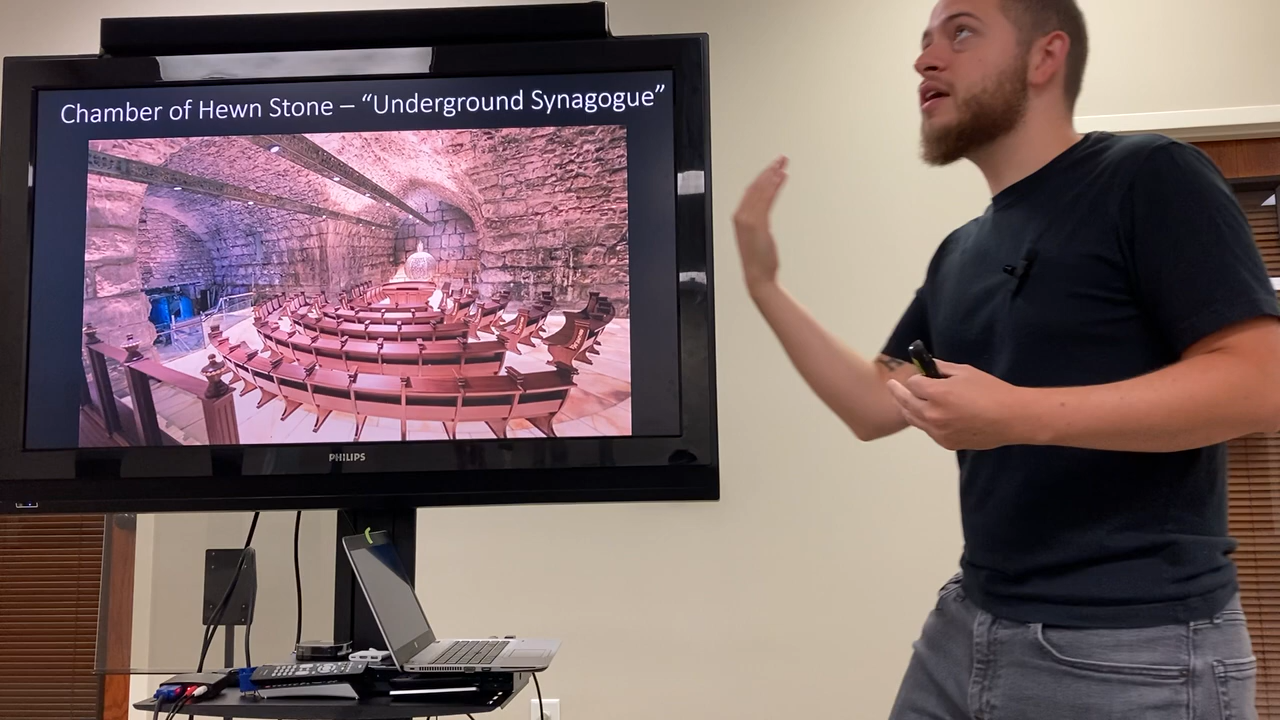 Chamber of Hewn Stone – “Underground Synagogue”
PHILIPS